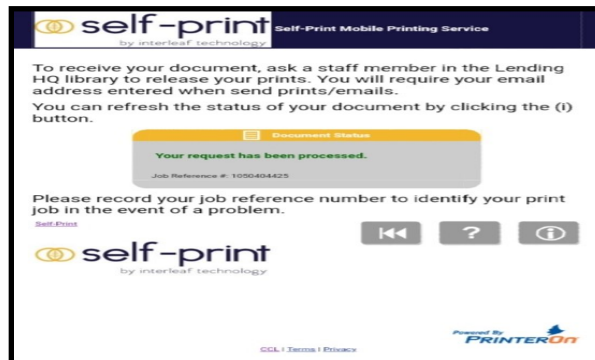 self-print
by interleaf technology
Self-Print Mobile Printing Service
To receive your document, ask a staff member in the Lending
HQ library to release your prints. You will require your email
address entered when send prints/emails.
You can refresh the status of your document by clicking the (i)
button.
Document Status
Your request has been processed.
Job Reference #: 1050404425
Please record your job reference number to identify your print
job in the event of a problem.
Self-Print
?
i
self-print
by interleaf technology
Powered By
PRINTERON
CCL | Terms | Privacy